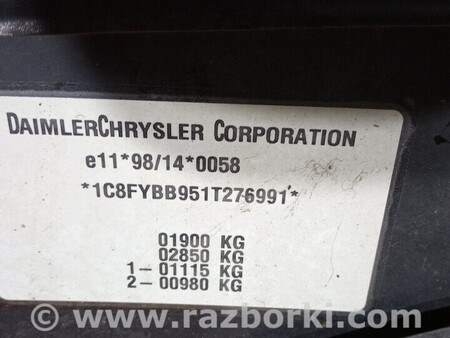 DAIMLERCHRYSLER CORPORATION
e11*98/14*0058
*1C8FYBB951T276991*
01900 KG
02850 KG
1-01115 KG
2-00980 KG
www.razborki.com